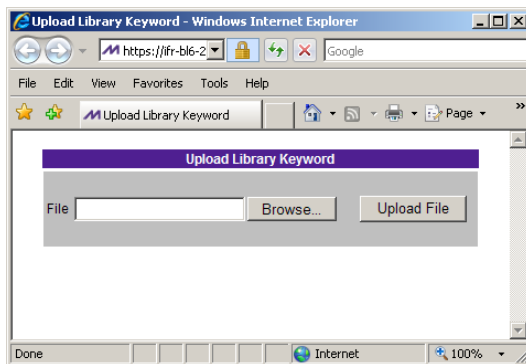 Upload Library Keyword - Windows Internet Explorer
https://ifr-bl6-2
Google
File Edit View Favorites Tools Help
Upload Library Keyword
Page
Upload Library Keyword
File
Browse...
Upload File
Done
Internet
100%